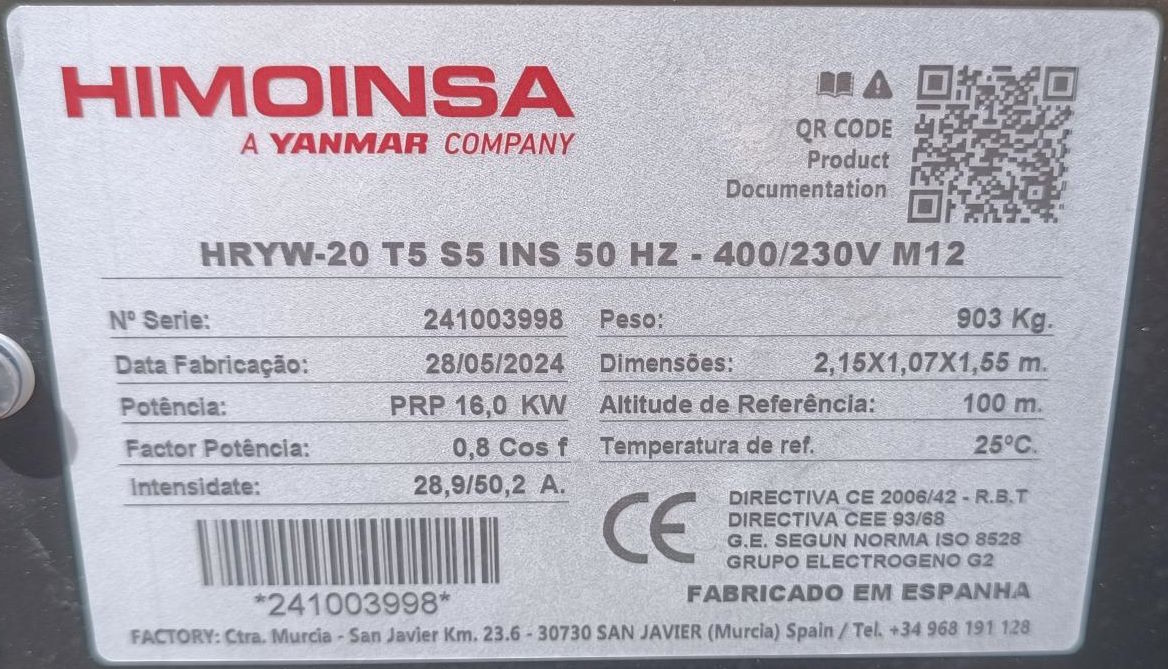 HIMOINSA
A YANMAR COMPANY
QR CODE
Product
Documentation
HRYW-20 T5 S5 INS 50 HZ - 400/230V M12
Nº Serie: 241003998
Data Fabricação: 28/05/2024
Potência: PRP 16,0 KW
Factor Potência: 0,8 Cos f
Intensidate: 28,9/50,2 A.
Peso: 903 Kg.
Dimensões: 2,15X1,07X1,55 m.
Altitude de Referência: 100 m.
Temperatura de ref. 25ºC.
CE
DIRECTIVA CE 2006/42 - R.B.T
DIRECTIVA CEE 93/68
G.E. SEGUN NORMA ISO 8528
GRUPO ELECTROGENO G2
*241003998*
FABRICADO EM ESPANHA
FACTORY: Ctra. Murcia - San Javier Km. 23.6 - 30730 SAN JAVIER (Murcia) Spain / Tel. +34 968 191 128